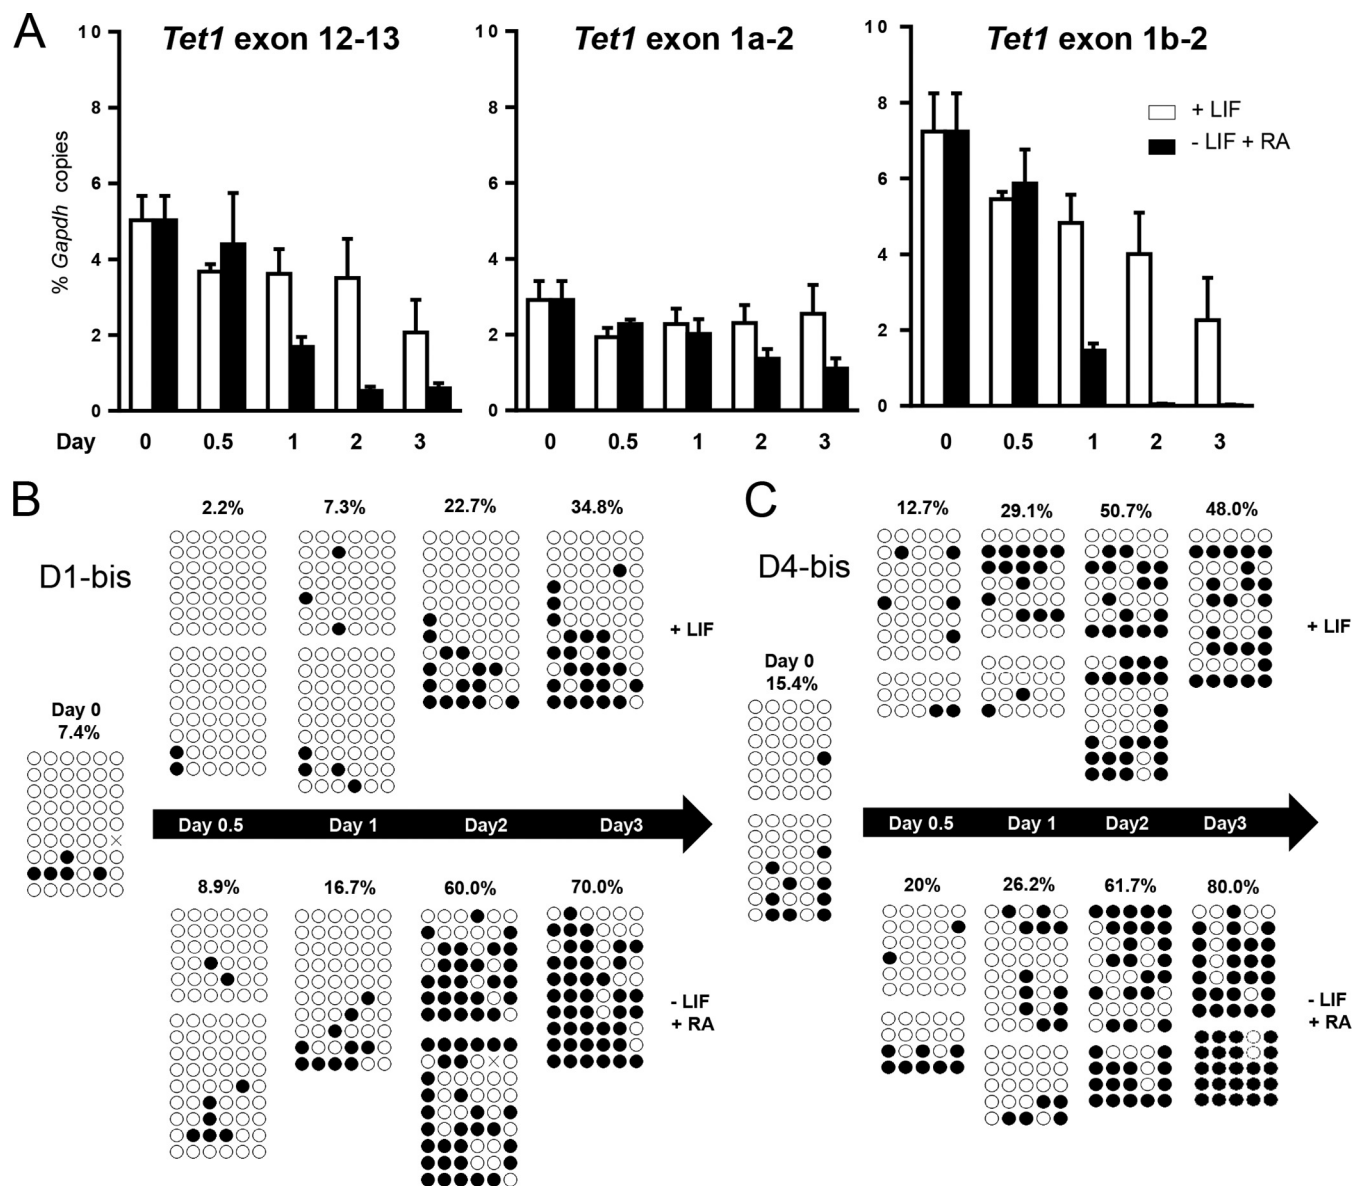 A
Tet1 exon 12-13
Tet1 exon 1a-2
Tet1 exon 1b-2
% Gapdh copies
10
8
6
4
2
0
10
8
6
4
2
0
10
8
6
4
2
0
+ LIF
- LIF + RA
Day 0 0.5 1 2 3
0 0.5 1 2 3
0 0.5 1 2 3
B
D1-bis
2.2% 7.3% 22.7% 34.8%
+ LIF
Day 0
7.4%
Day 0.5 Day 1 Day2 Day3
8.9% 16.7% 60.0% 70.0%
- LIF
+ RA
C
D4-bis
12.7% 29.1% 50.7% 48.0%
+ LIF
Day 0
15.4%
Day 0.5 Day 1 Day2 Day3
20% 26.2% 61.7% 80.0%
- LIF
+ RA